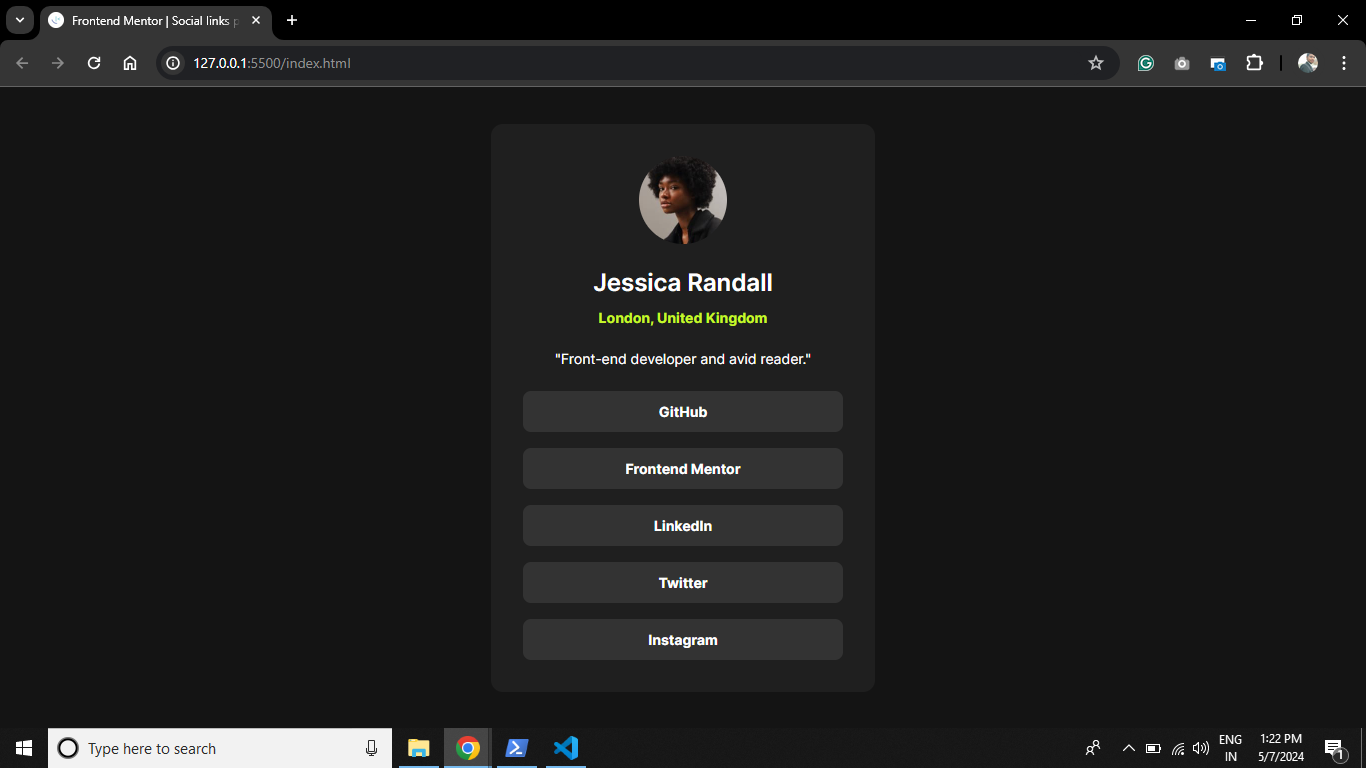 Frontend Mentor | Social links p
127.0.0.1:5500/index.html
Jessica Randall
London, United Kingdom
"Front-end developer and avid reader."
GitHub
Frontend Mentor
LinkedIn
Twitter
Instagram
Type here to search
ENG
IN
1:22 PM
5/7/2024
1